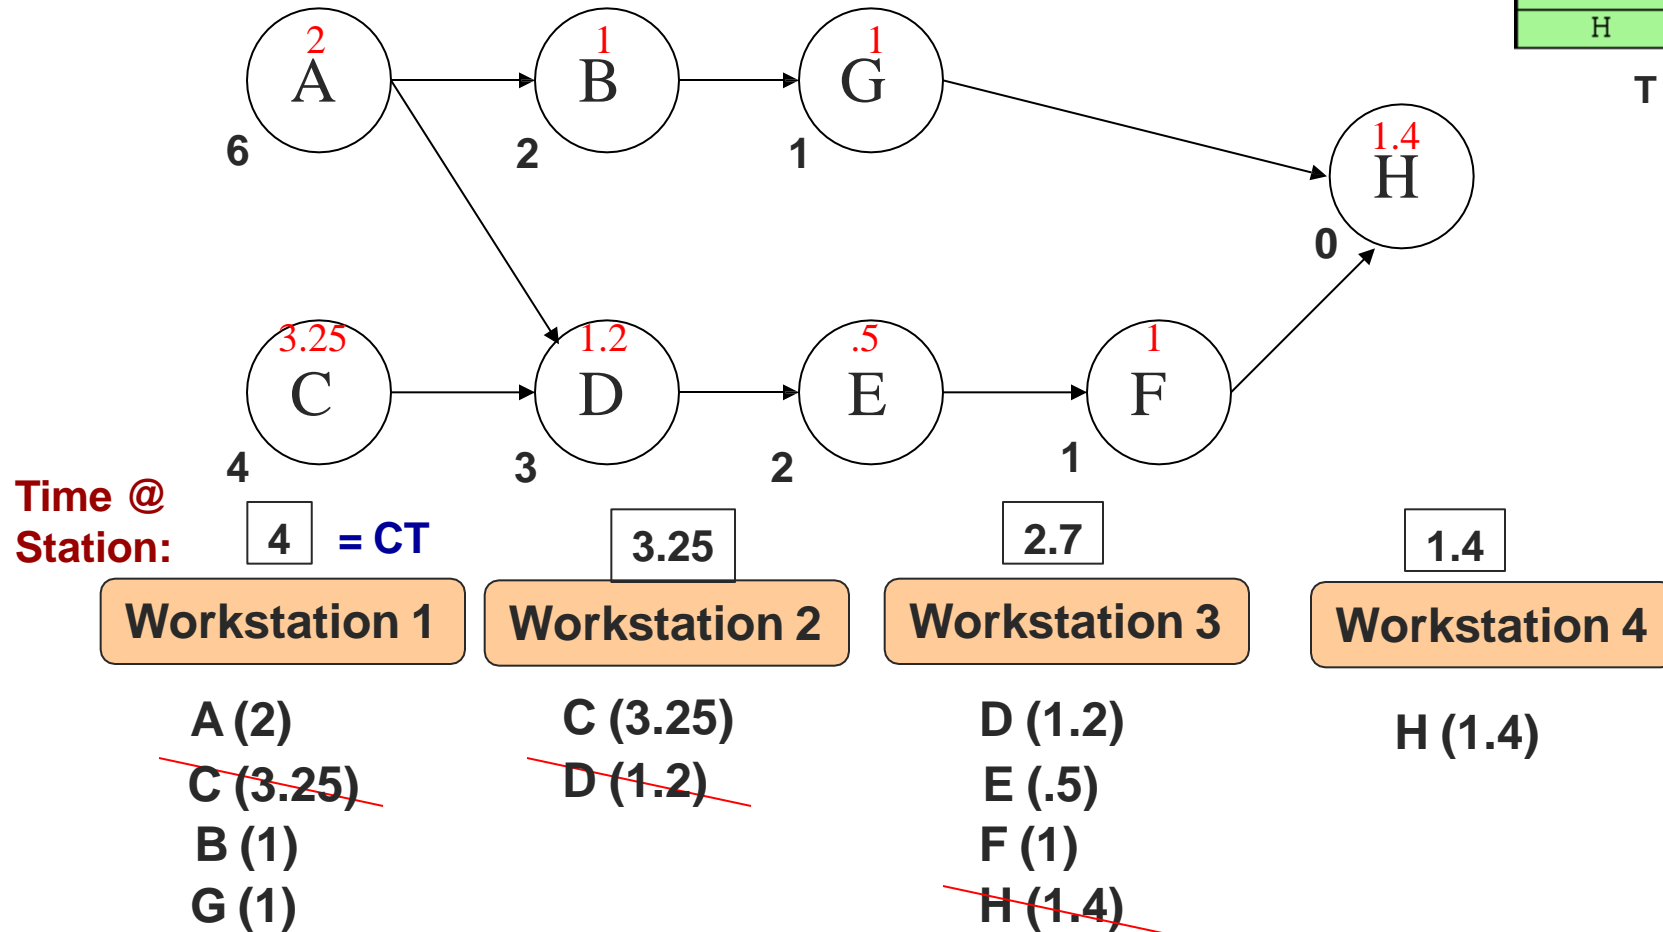 H
T
2
A
6
1
B
2
1
G
1
1.4
H
0
3.25
C
4
1.2
D
3
.5
E
2
1
F
1
Time @
Station:
4 = CT
3.25
2.7
1.4
Workstation 1
Workstation 2
Workstation 3
Workstation 4
A (2)
C (3.25)
B (1)
G (1)
C (3.25)
D (1.2)
D (1.2)
E (.5)
F (1)
H (1.4)
H (1.4)